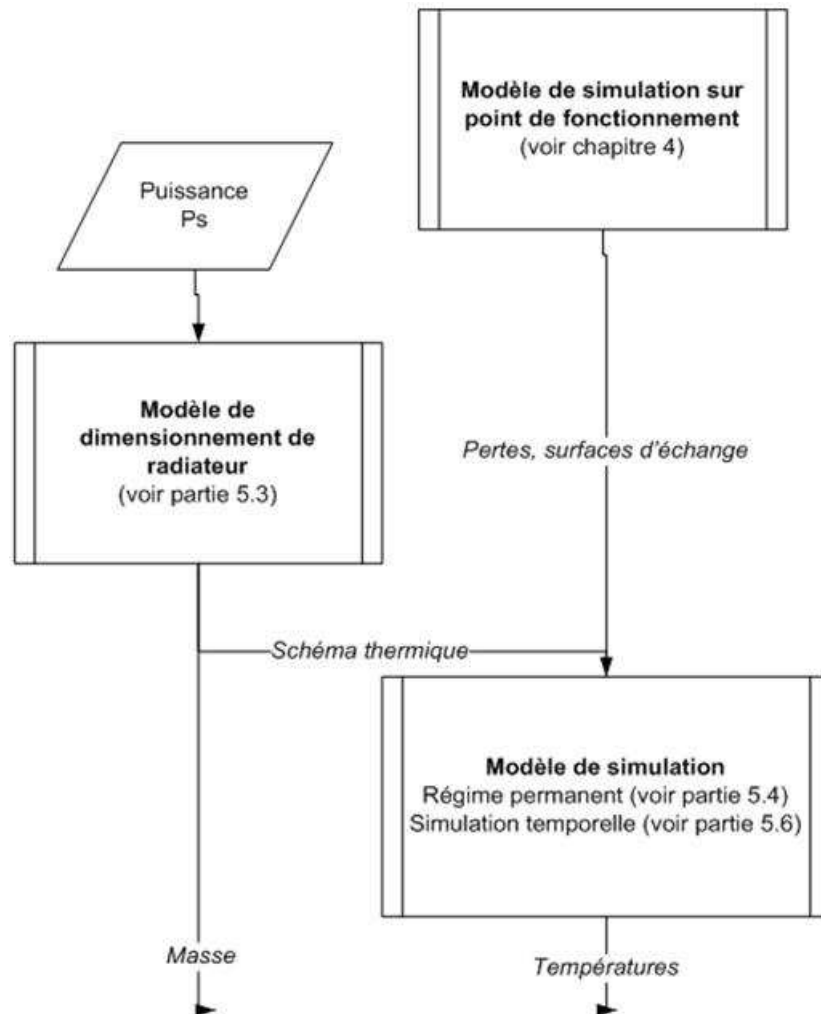 Modèle de simulation sur
point de fonctionnement
(voir chapitre 4)
Puissance
Ps
Modèle de
dimensionnement de
radiateur
(voir partie 5.3)
Pertes, surfaces d'échange
Schéma thermique
Modèle de simulation
Régime permanent (voir partie 5.4)
Simulation temporelle (voir partie 5.6)
Masse
Températures